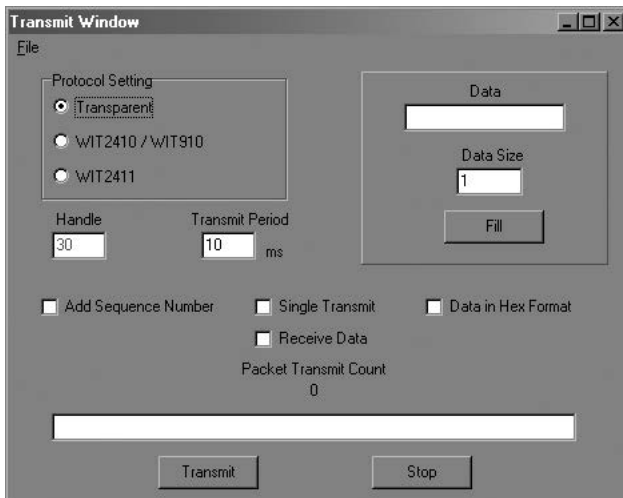 Transmit Window
File
Protocol Setting
Transparent
WIT2410 / WIT910
WIT2411
Data
Data Size
1
Fill
Handle
30
Transmit Period
10
ms
Add Sequence Number
Single Transmit
Data in Hex Format
Receive Data
Packet Transmit Count
0
Transmit
Stop